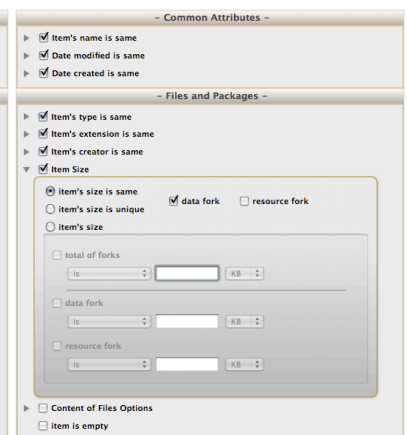 – Common Attributes –
Item's name is same
Date modified is same
Date created is same
– Files and Packages –
Item's type is same
Item's extension is same
Item's creator is same
Item Size
item's size is same
data fork
resource fork
item's size is unique
item's size
total of forks
is
KB
data fork
is
KB
resource fork
is
KB
Content of Files Options
item is empty